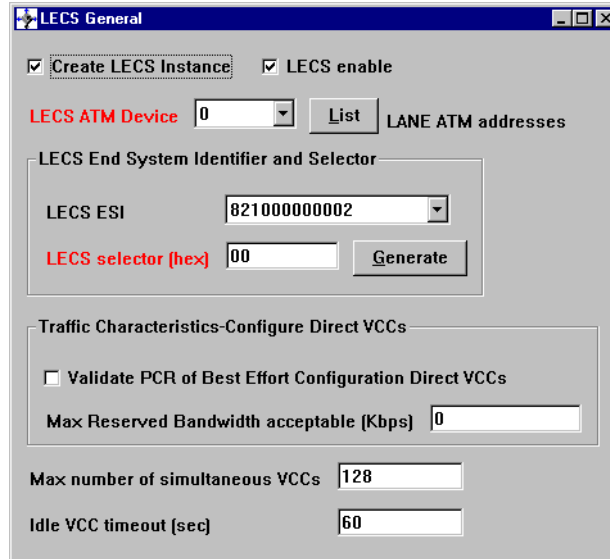 LECS General
Create LECS Instance LECS enable
LECS ATM Device 0 List LANE ATM addresses
LECS End System Identifier and Selector
LECS ESI 821000000002
LECS selector (hex) 00 Generate
Traffic Characteristics-Configure Direct VCCs
Validate PCR of Best Effort Configuration Direct VCCs
Max Reserved Bandwidth acceptable (Kbps) 0
Max number of simultaneous VCCs 128
Idle VCC timeout (sec) 60